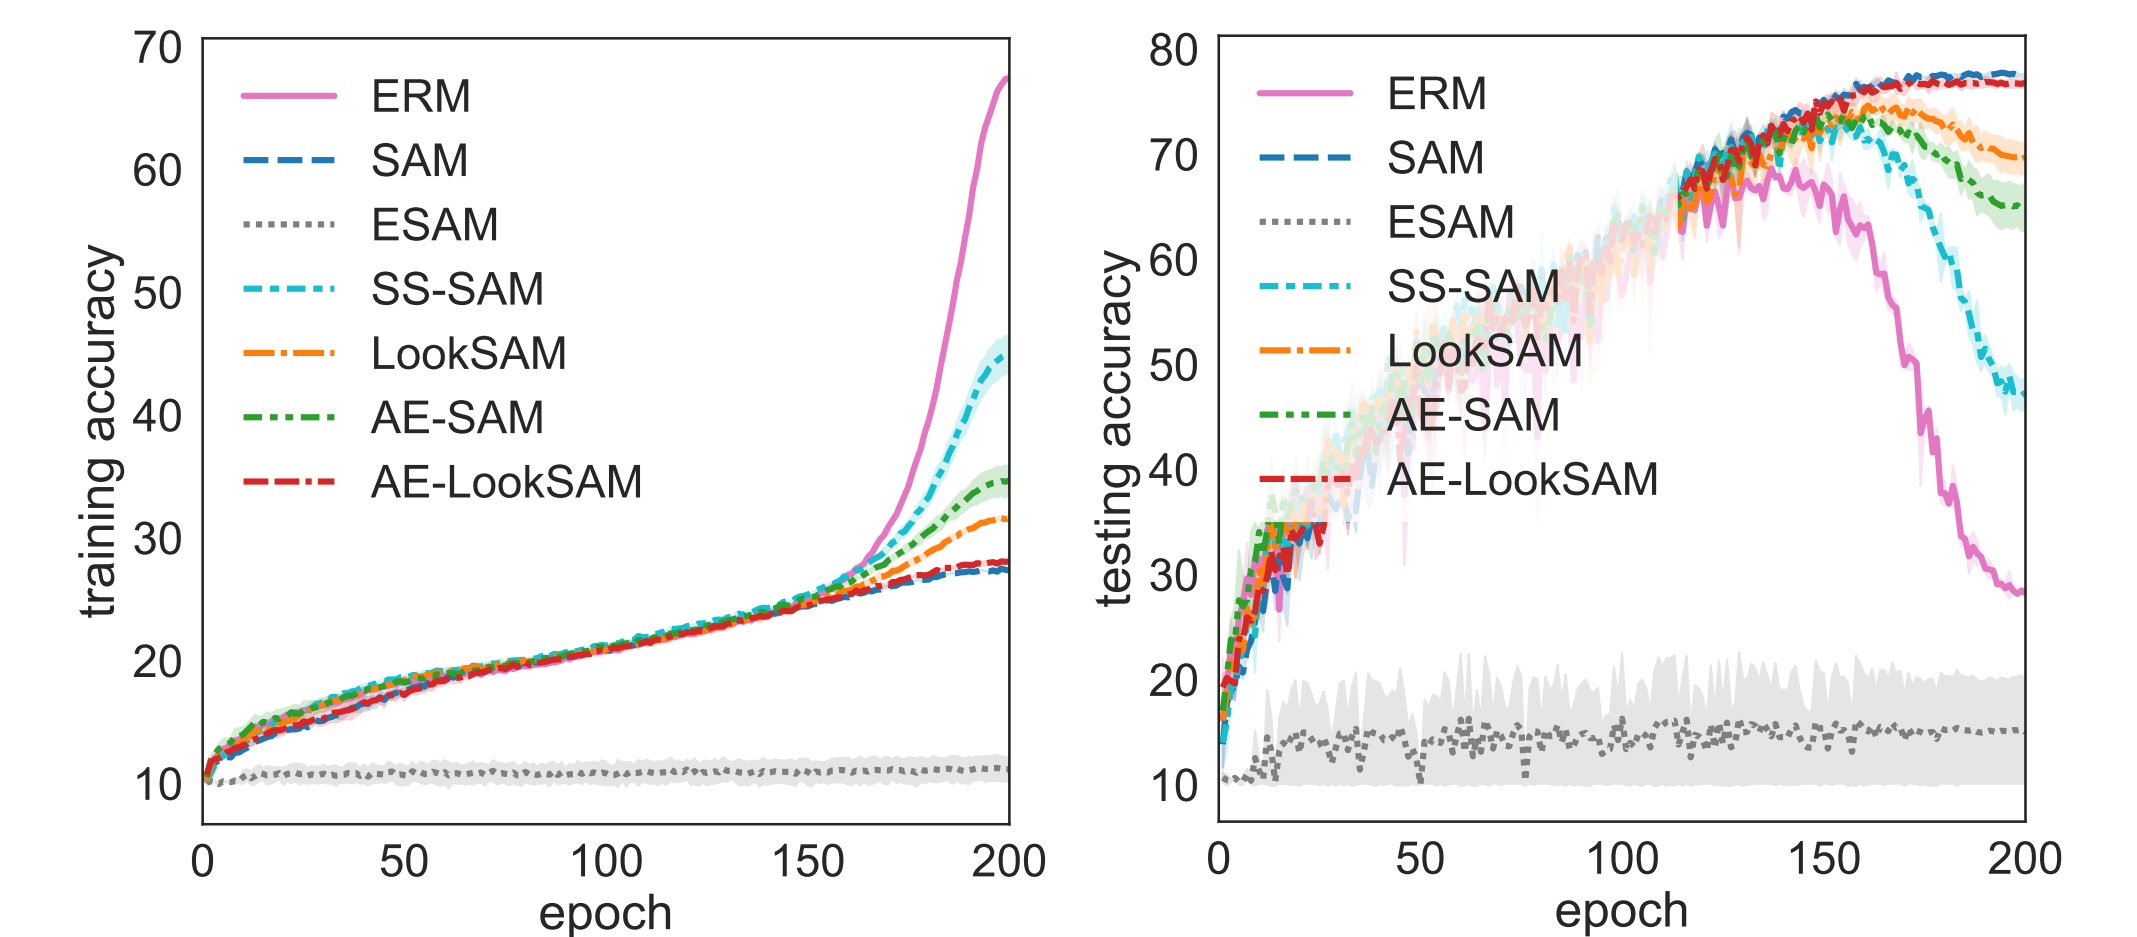 70
60
50
40
30
20
10
training accuracy
ERM
SAM
ESAM
SS-SAM
LookSAM
AE-SAM
AE-LookSAM
0 50 100 150 200
epoch
80
70
60
50
40
30
20
10
testing accuracy
ERM
SAM
ESAM
SS-SAM
LookSAM
AE-SAM
AE-LookSAM
0 50 100 150 200
epoch